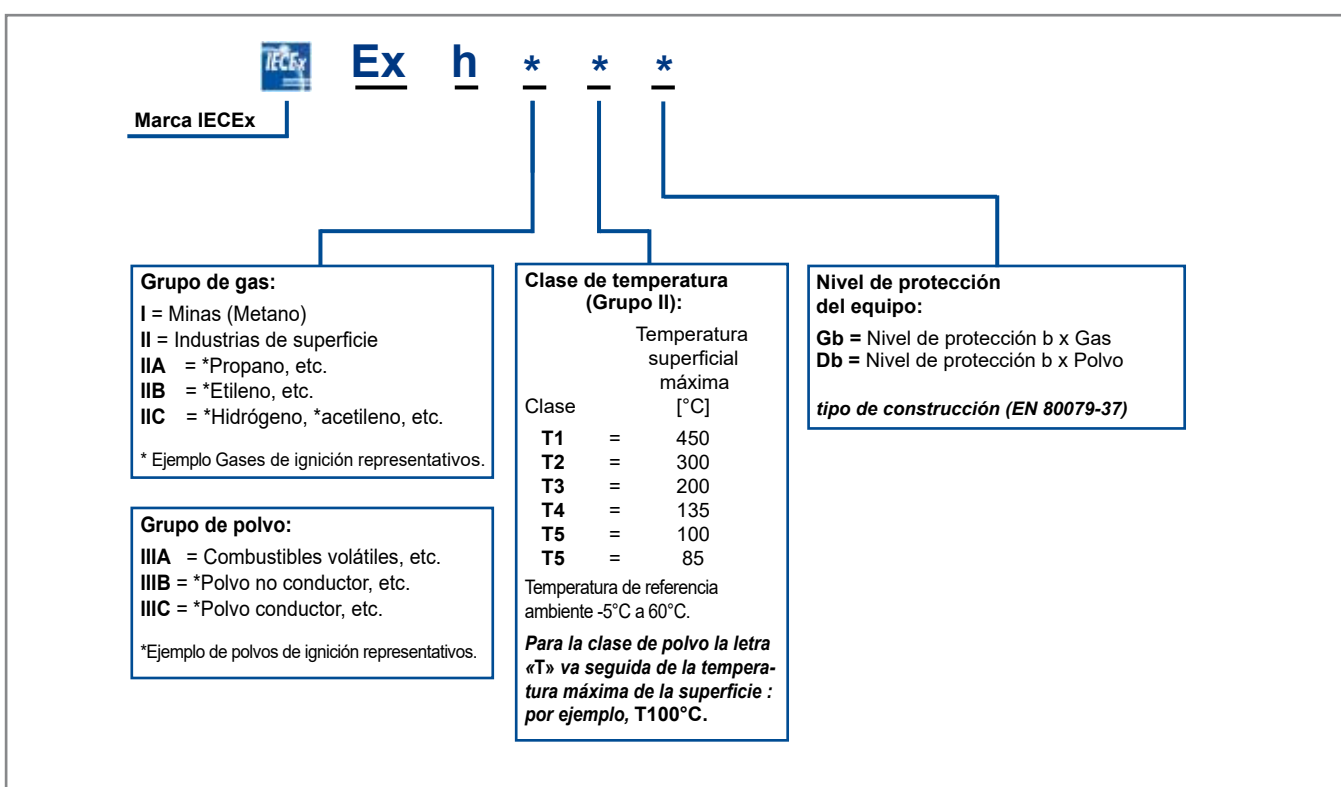 IECEx Ex h * * *
Marca IECEx
Grupo de gas:
I = Minas (Metano)
II = Industrias de superficie
IIA = *Propano, etc.
IIB = *Etileno, etc.
IIC = *Hidrógeno, *acetileno, etc.
* Ejemplo Gases de ignición representativos.
Grupo de polvo:
IIIA = Combustibles volátiles, etc.
IIIB = *Polvo no conductor, etc.
IIIC = *Polvo conductor, etc.
*Ejemplo de polvos de ignición representativos.
Clase de temperatura
(Grupo II):
Temperatura
superficial
máxima
Clase [°C]
T1 = 450
T2 = 300
T3 = 200
T4 = 135
T5 = 100
T5 = 85
Temperatura de referencia
ambiente -5°C a 60°C.
Para la clase de polvo la letra
«T» va seguida de la tempera-
tura máxima de la superficie :
por ejemplo, T100°C.
Nivel de protección
del equipo:
Gb = Nivel de protección b x Gas
Db = Nivel de protección b x Polvo
tipo de construcción (EN 80079-37)